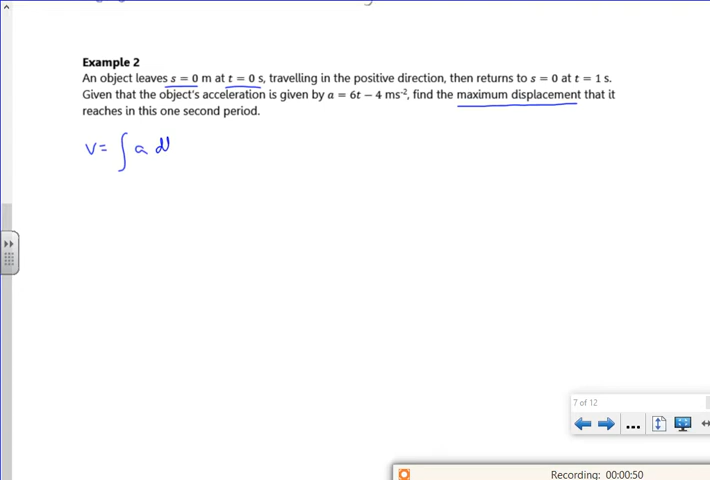 Example 2
An object leaves s = 0 m at t = 0 s, travelling in the positive direction, then returns to s = 0 at t = 1 s.
Given that the object's acceleration is given by a = 6t − 4 ms⁻², find the maximum displacement that it
reaches in this one second period.
v= ∫ a dt
7 of 12
...
Recording: 00:00:50